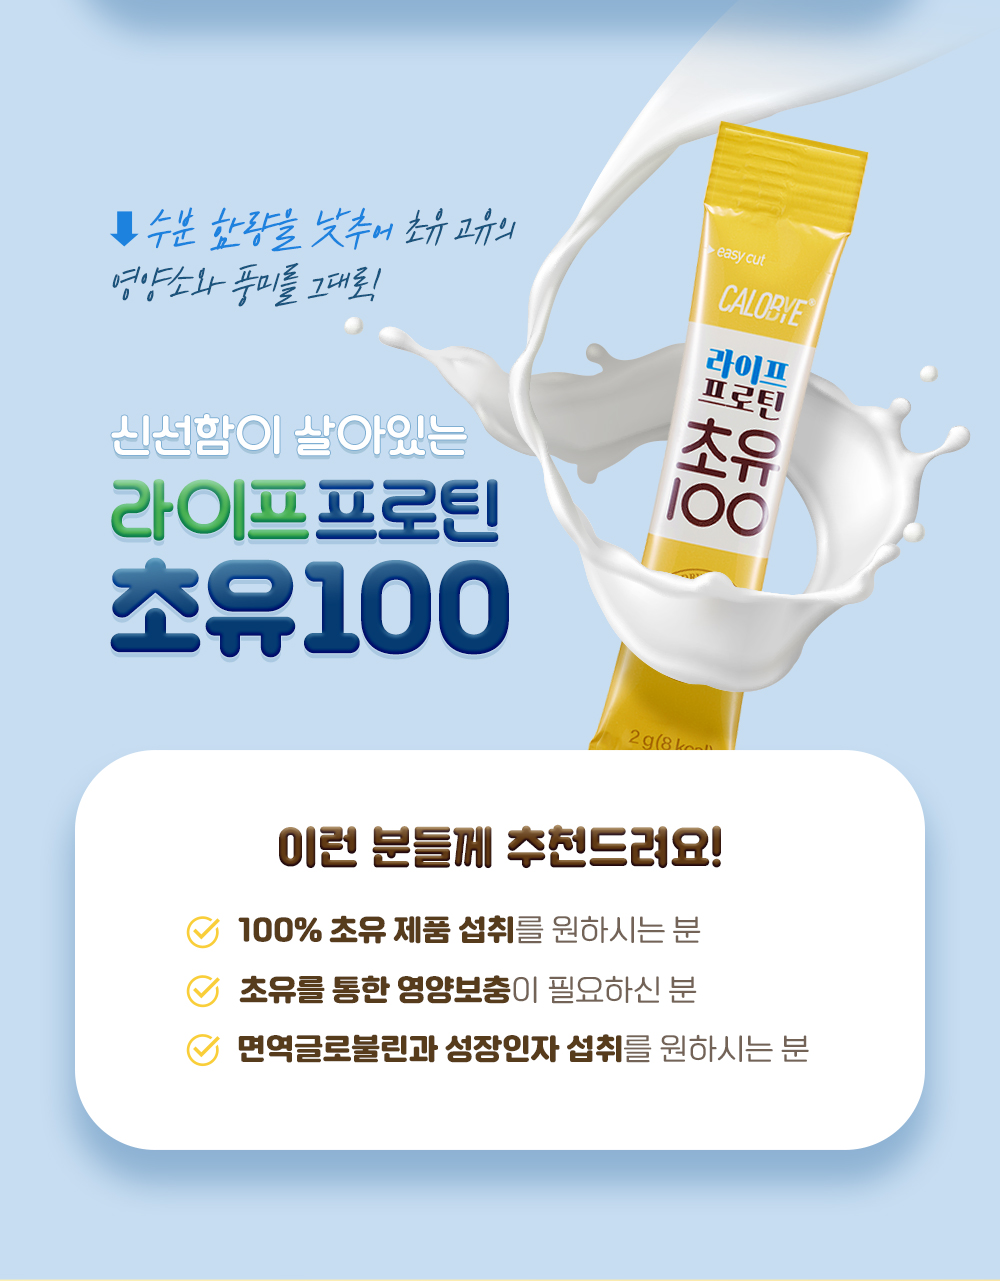 수분 함량을 낮추어 초유 고유의
영양소와 풍미를 그대로!
신선함이 살아있는
라이프 프로틴
초유100
easy cut
CALOBYE
라이프
프로틴
초유
100
2 g(8 kcal)
이런 분들께 추천드려요!
100% 초유 제품 섭취를 원하시는 분
초유를 통한 영양보충이 필요하신 분
면역글로불린과 성장인자 섭취를 원하시는 분